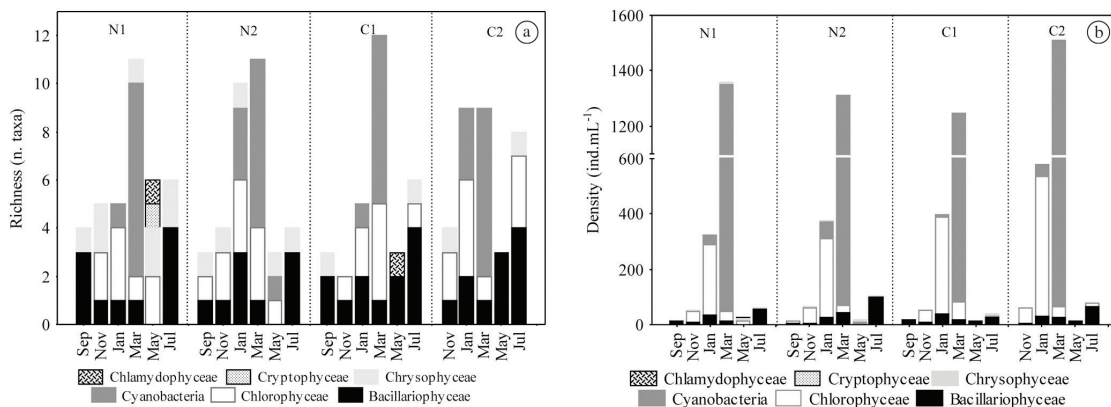 N1 N2 C1 C2 a
Richness (n. taxa)
12
10
8
6
4
2
0
Sep Nov Jan Mar May Jul Sep Nov Jan Mar May Jul Sep Nov Jan Mar May Jul Nov Jan Mar May Jul
Chlamydophyceae Cryptophyceae Chrysophyceae
Cyanobacteria Chlorophyceae Bacillariophyceae
N1 N2 C1 C2 b
Density (ind.mL-1)
1600
1400
1600
600
400
200
0
Sep Nov Jan Mar May Jul Sep Nov Jan Mar May Jul Sep Nov Jan Mar May Jul Nov Jan Mar May Jul
Chlamydophyceae Cryptophyceae Chrysophyceae
Cyanobacteria Chlorophyceae Bacillariophyceae